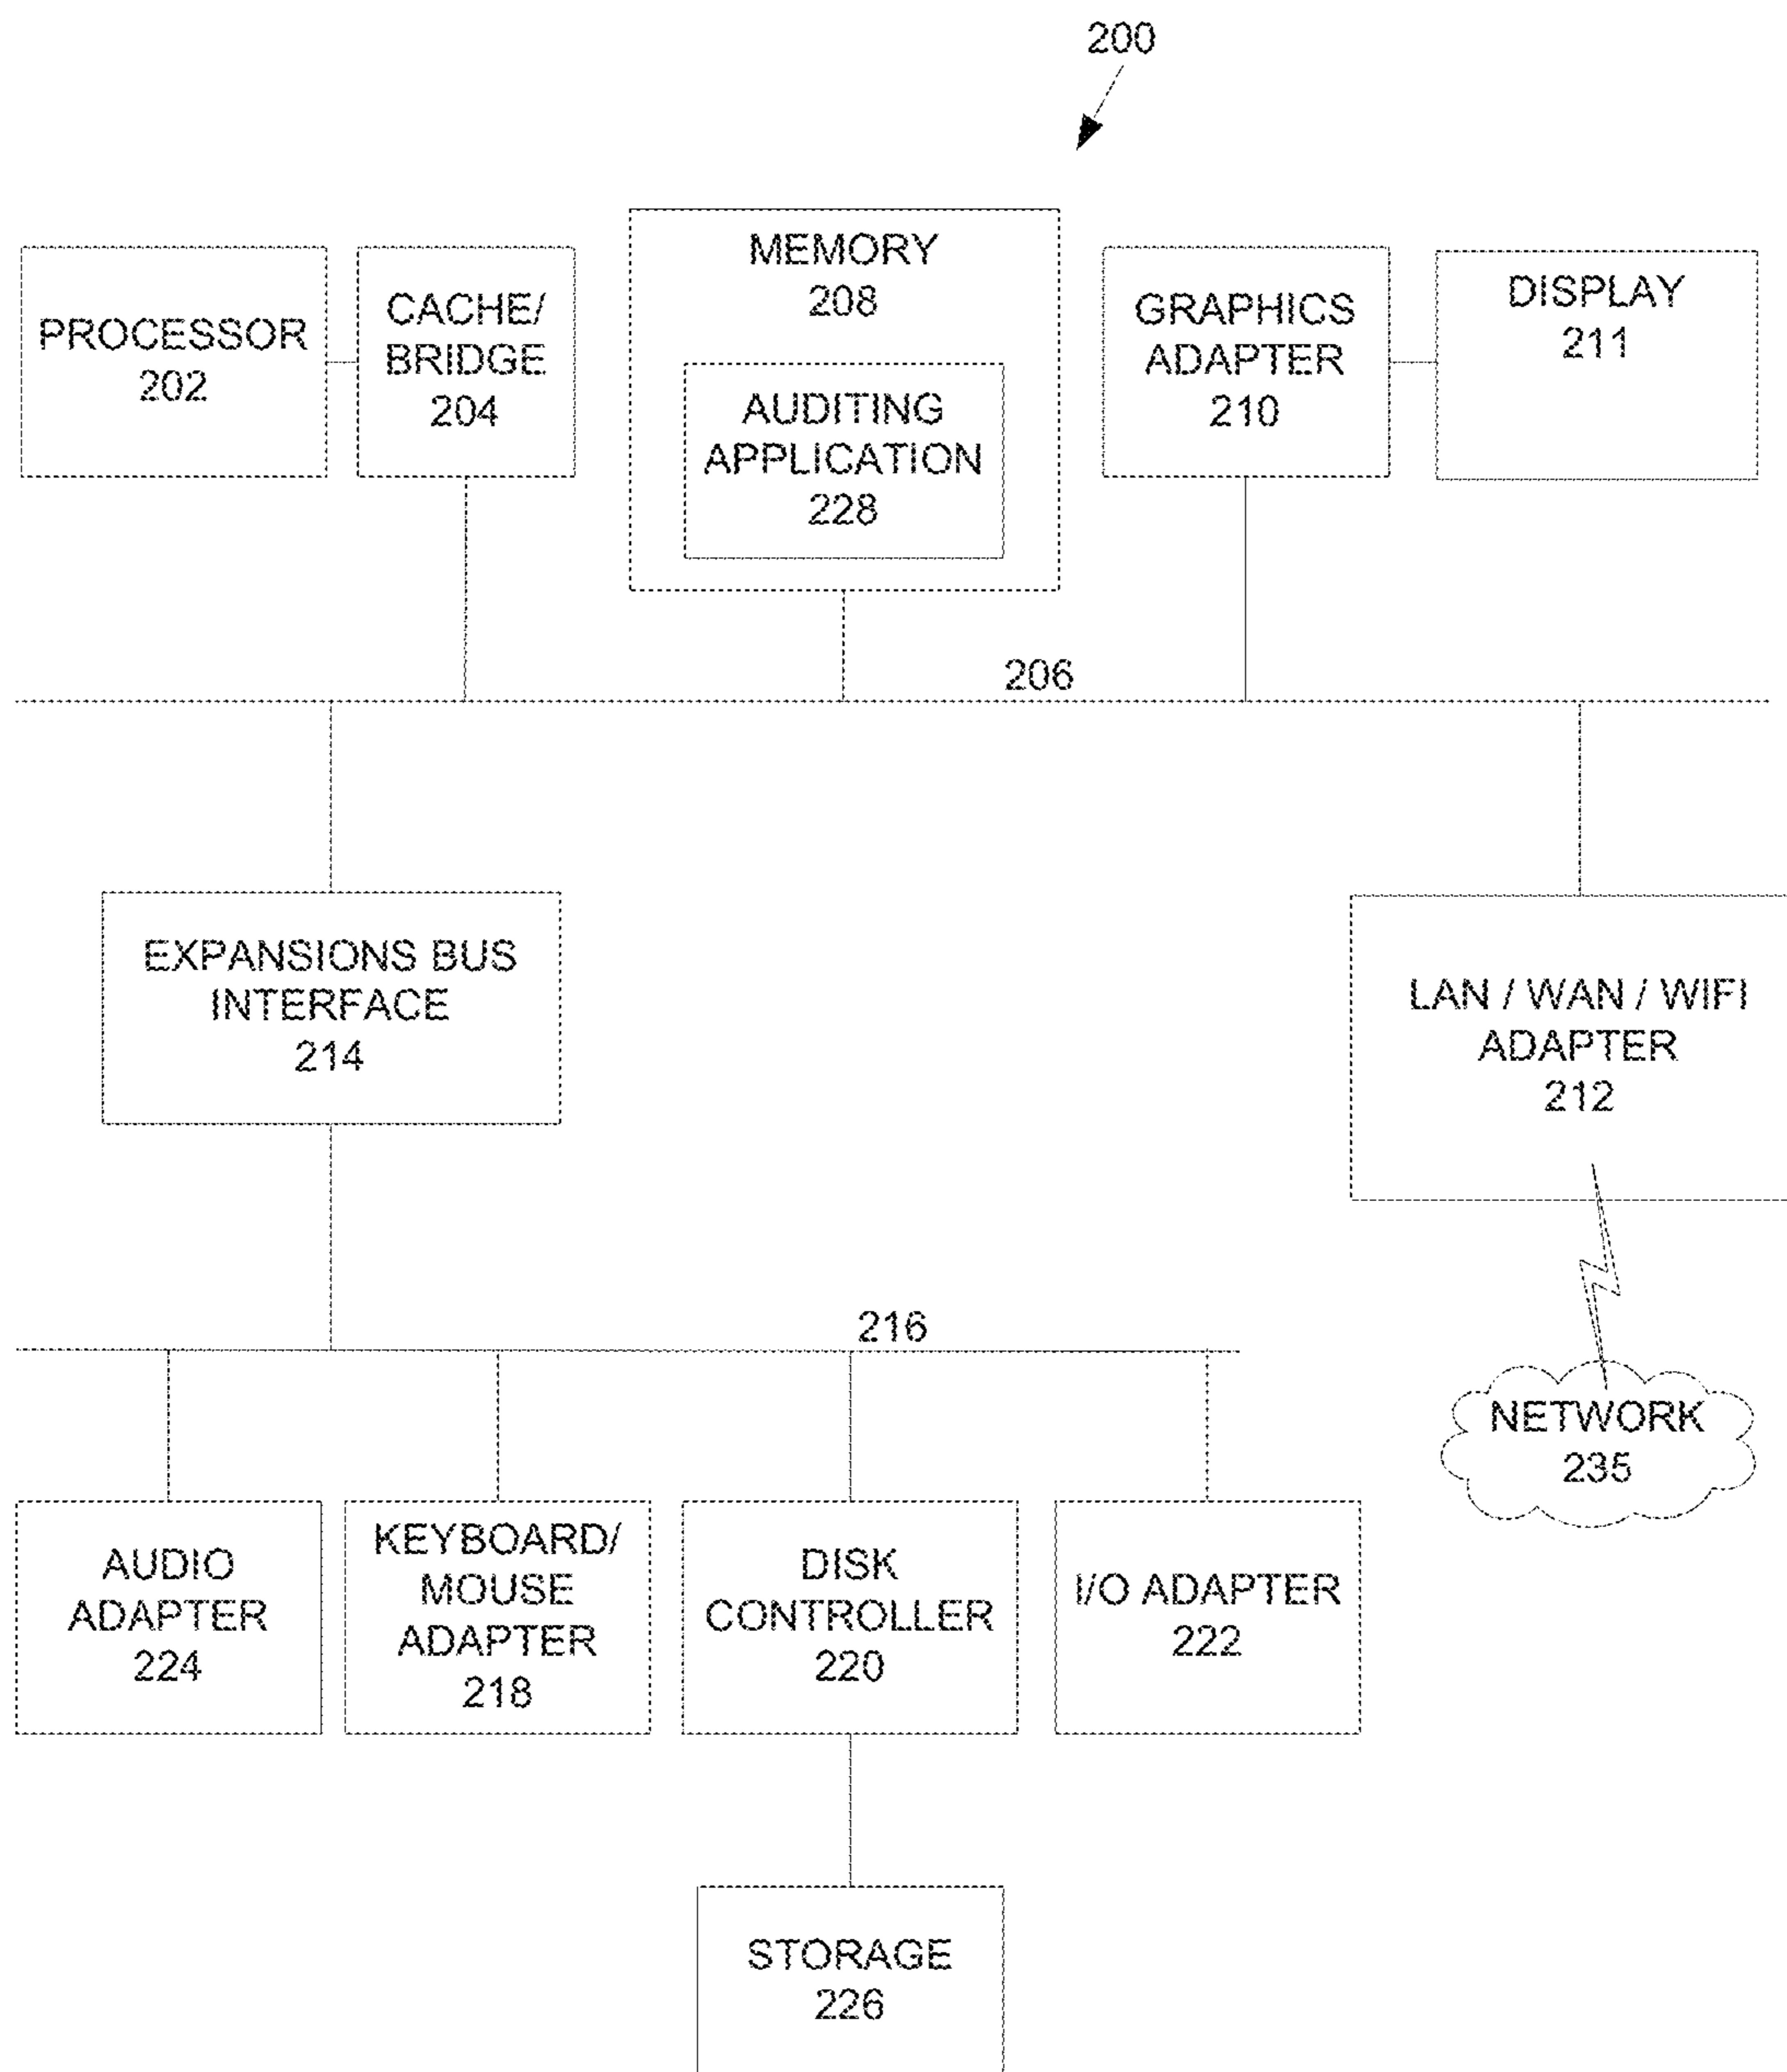 200
PROCESSOR
202
CACHE/
BRIDGE
204
MEMORY
208
AUDITING
APPLICATION
228
GRAPHICS
ADAPTER
210
DISPLAY
211
206
EXPANSIONS BUS
INTERFACE
214
LAN / WAN / WIFI
ADAPTER
212
216
NETWORK
235
AUDIO
ADAPTER
224
KEYBOARD/
MOUSE
ADAPTER
218
DISK
CONTROLLER
220
I/O ADAPTER
222
STORAGE
226